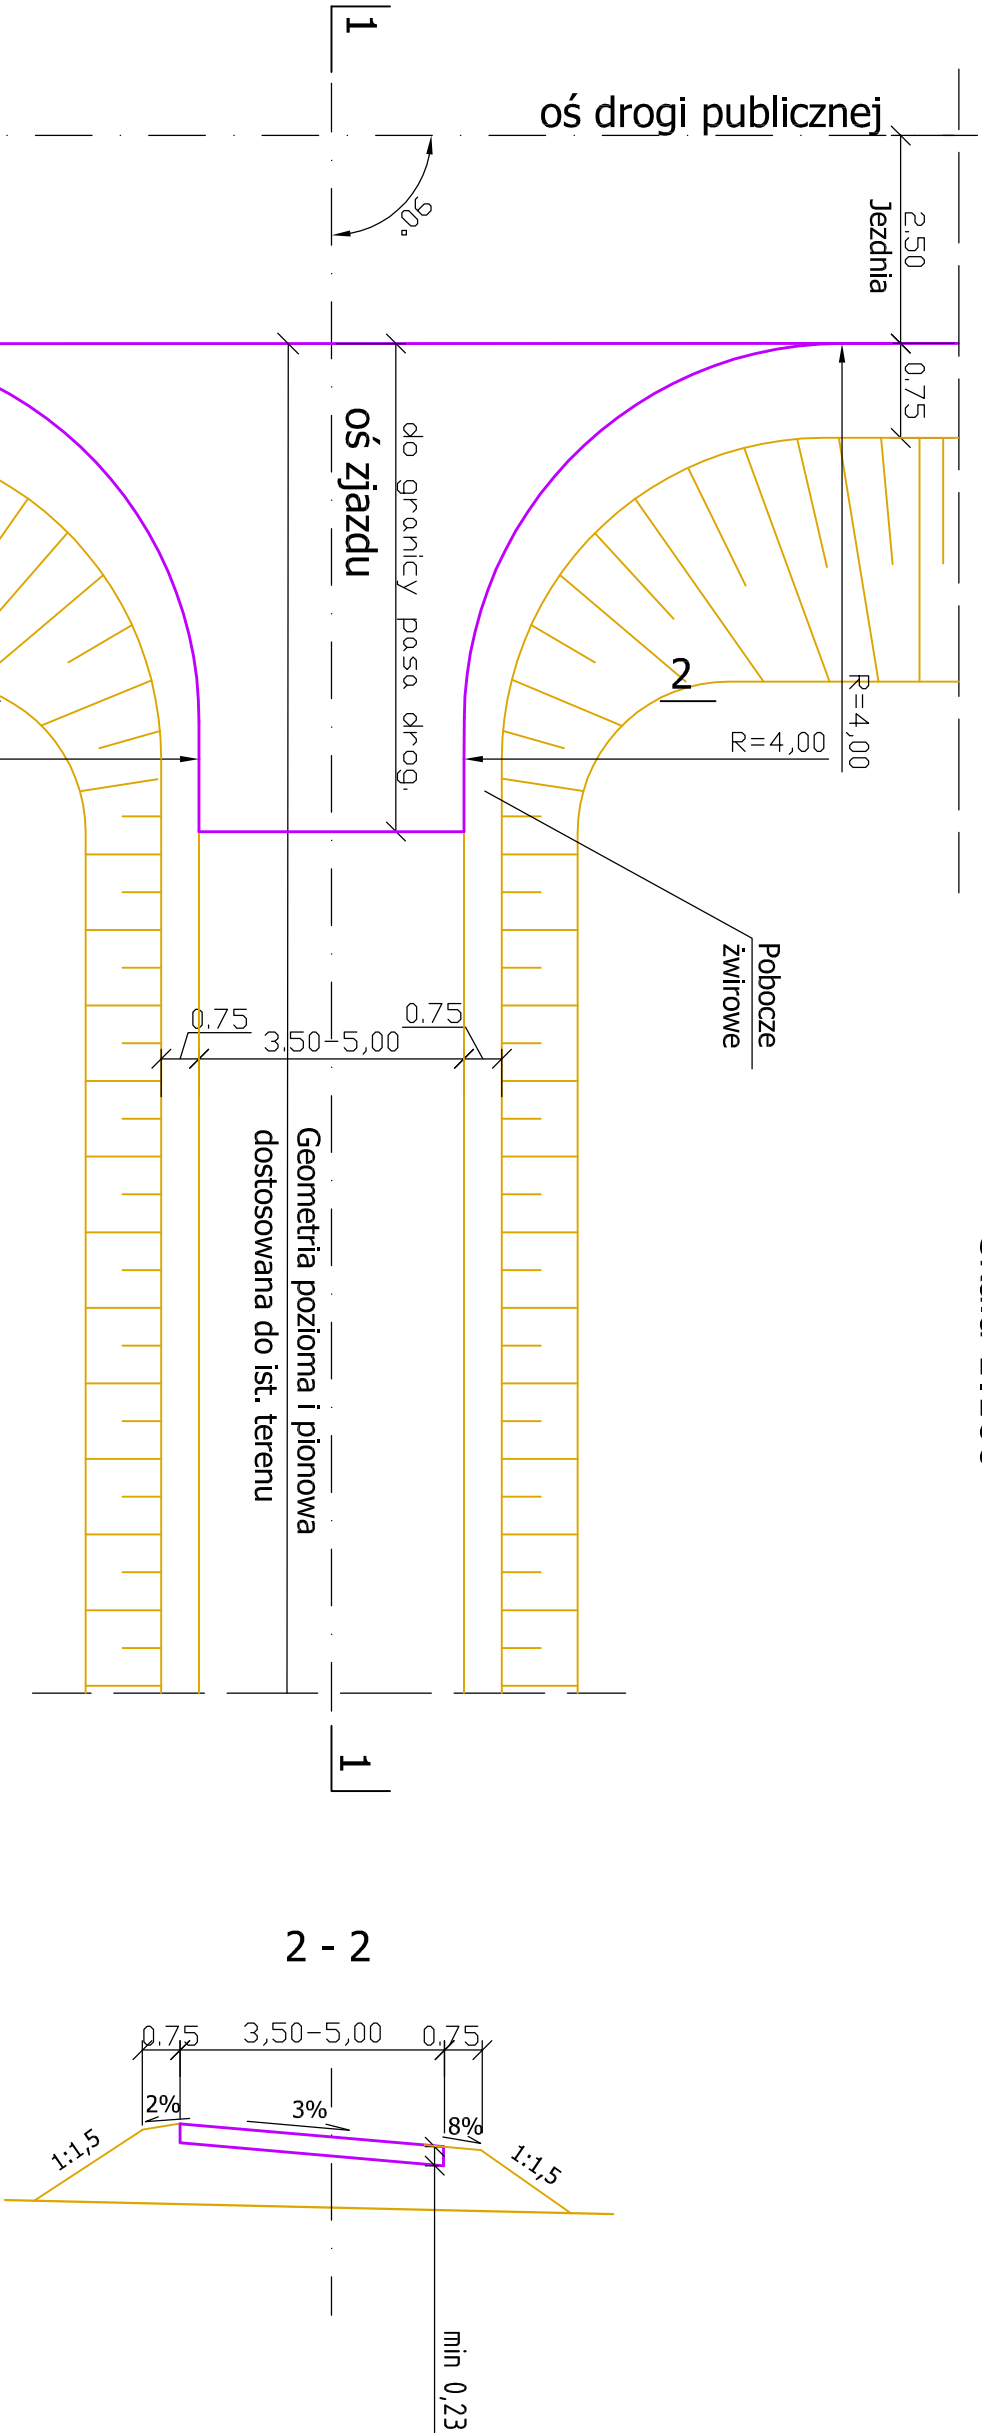 1
oś drogi publicznej
90°
2.50
Jezdnia
0.75
oś zjazdu
do granicy pasa drog.
2
R=4,00
R=4,00
Pobocze
żwirowe
0.75
3.50-5,00
0.75
Geometria pozioma i pionowa
dostosowana do ist. terenu
1
2 - 2
0.75
3,50-5,00
0.75
2%
3%
8%
1:1,5
1:1,5
min 0,23